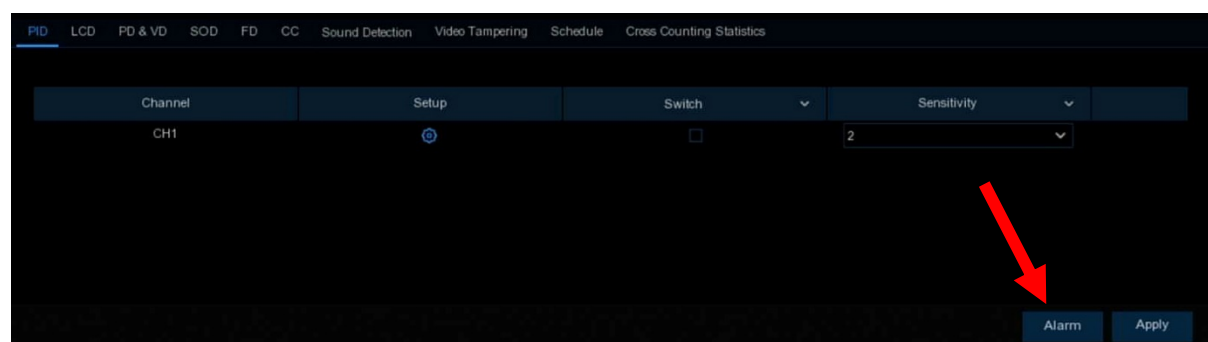 PID LCD PD & VD SOD FD CC Sound Detection Video Tampering Schedule Cross Counting Statistics
Channel Setup Switch Sensitivity
CH1 2
Alarm Apply